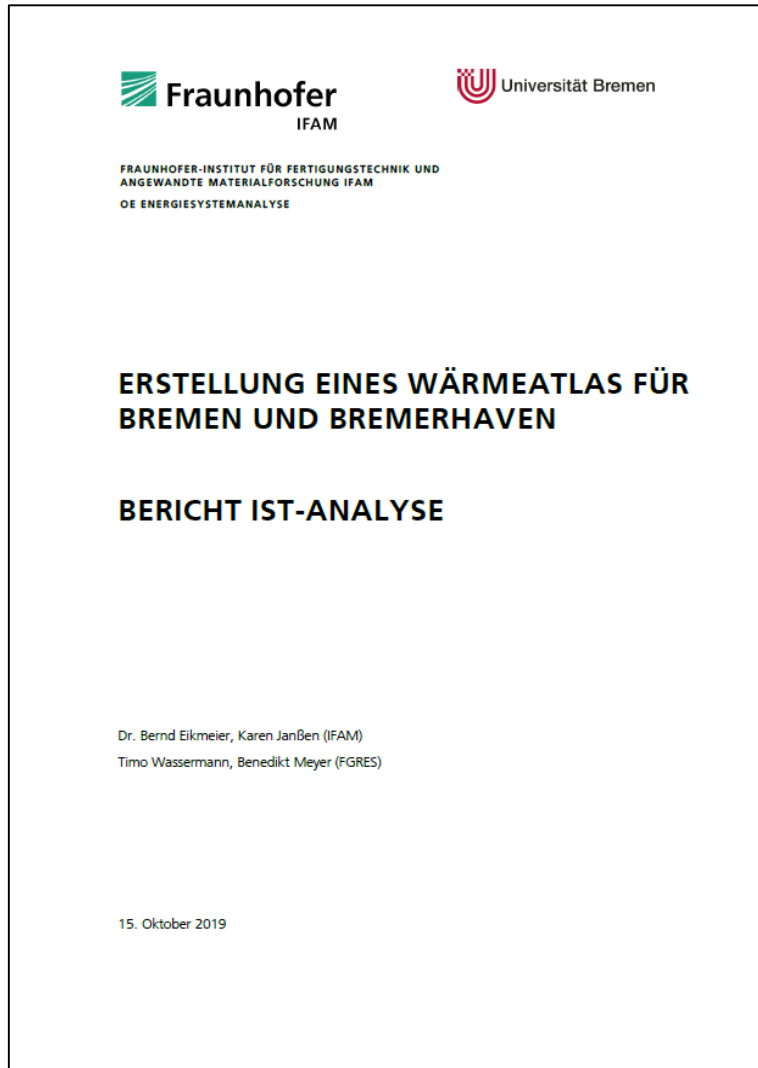 Fraunhofer
IFAM
Universität Bremen
FRAUNHOFER-INSTITUT FÜR FERTIGUNGSTECHNIK UND
ANGEWANDTE MATERIALFORSCHUNG IFAM
OE ENERGIESYSTEMANALYSE
ERSTELLUNG EINES WÄRMEATLAS FÜR
BREMEN UND BREMERHAVEN
BERICHT IST-ANALYSE
Dr. Bernd Eikmeier, Karen Janßen (IFAM)
Timo Wassermann, Benedikt Meyer (FGRES)
15. Oktober 2019